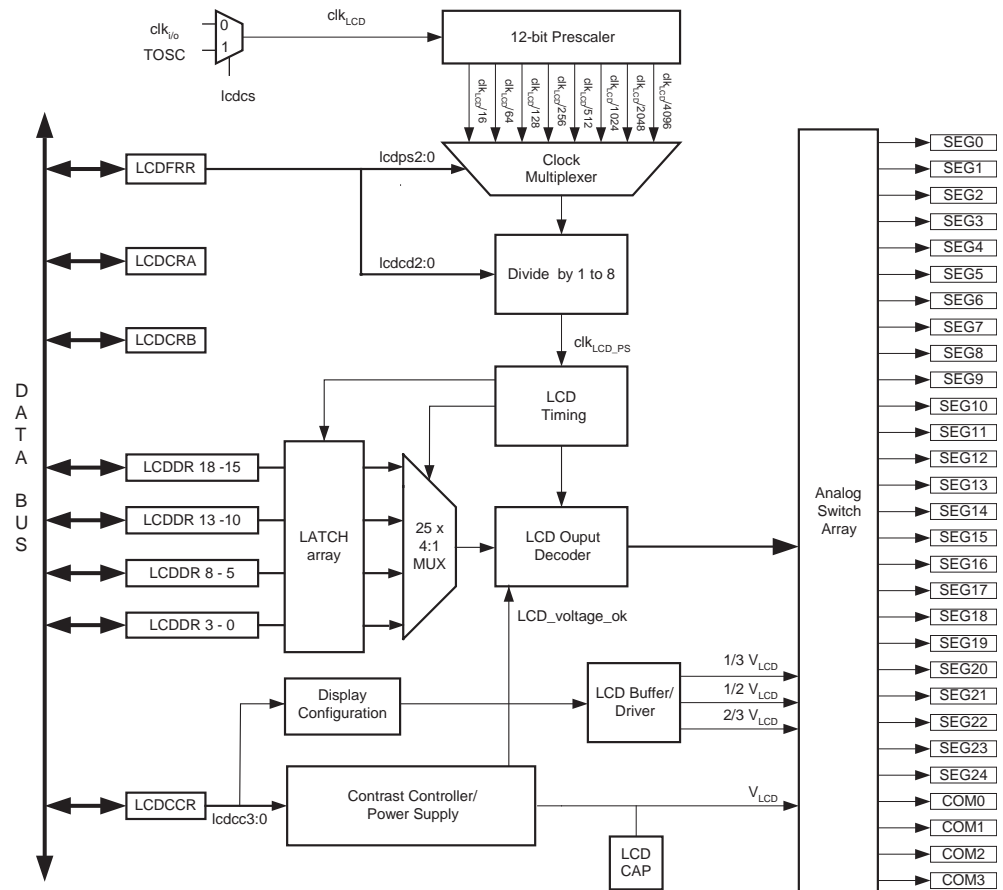 clk_i/o
TOSC
0
1
lcdcs
clk_LCD
12-bit Prescaler
clk_LCD/16
clk_LCD/64
clk_LCD/128
clk_LCD/256
clk_LCD/512
clk_LCD/1024
clk_LCD/2048
clk_LCD/4096
Clock
Multiplexer
LCDFRR
lcdps2:0
lcdcd2:0
Divide by 1 to 8
LCDCRA
LCDCRB
clk_LCD_PS
LCD
Timing
DATA BUS
LCDDR 18 -15
LCDDR 13 -10
LCDDR 8 - 5
LCDDR 3 - 0
LATCH
array
25 x
4:1
MUX
LCD Ouput
Decoder
LCD_voltage_ok
Display
Configuration
LCD Buffer/
Driver
1/3 V_LCD
1/2 V_LCD
2/3 V_LCD
LCDCCR
lcdcc3:0
Contrast Controller/
Power Supply
V_LCD
LCD
CAP
Analog
Switch
Array
SEG0
SEG1
SEG2
SEG3
SEG4
SEG5
SEG6
SEG7
SEG8
SEG9
SEG10
SEG11
SEG12
SEG13
SEG14
SEG15
SEG16
SEG17
SEG18
SEG19
SEG20
SEG21
SEG22
SEG23
SEG24
COM0
COM1
COM2
COM3